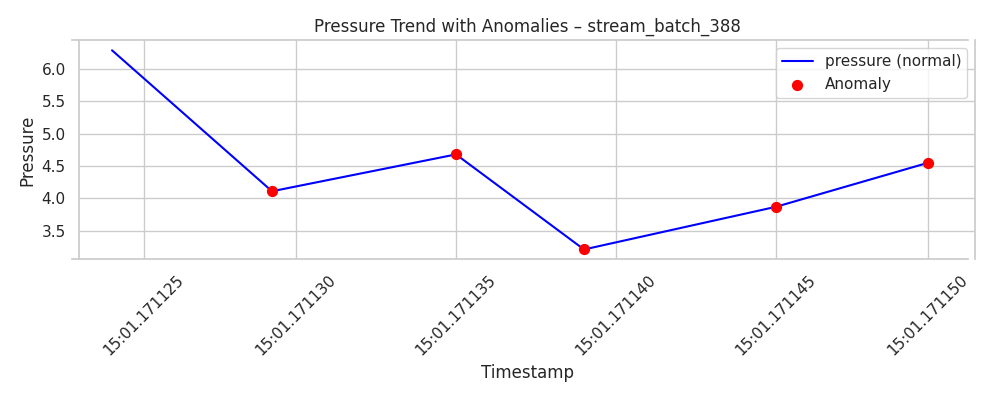 Pressure Trend with Anomalies – stream_batch_388
pressure (normal)
Anomaly
Pressure
6.0
5.5
5.0
4.5
4.0
3.5
15:01.171125
15:01.171130
15:01.171135
15:01.171140
15:01.171145
15:01.171150
Timestamp